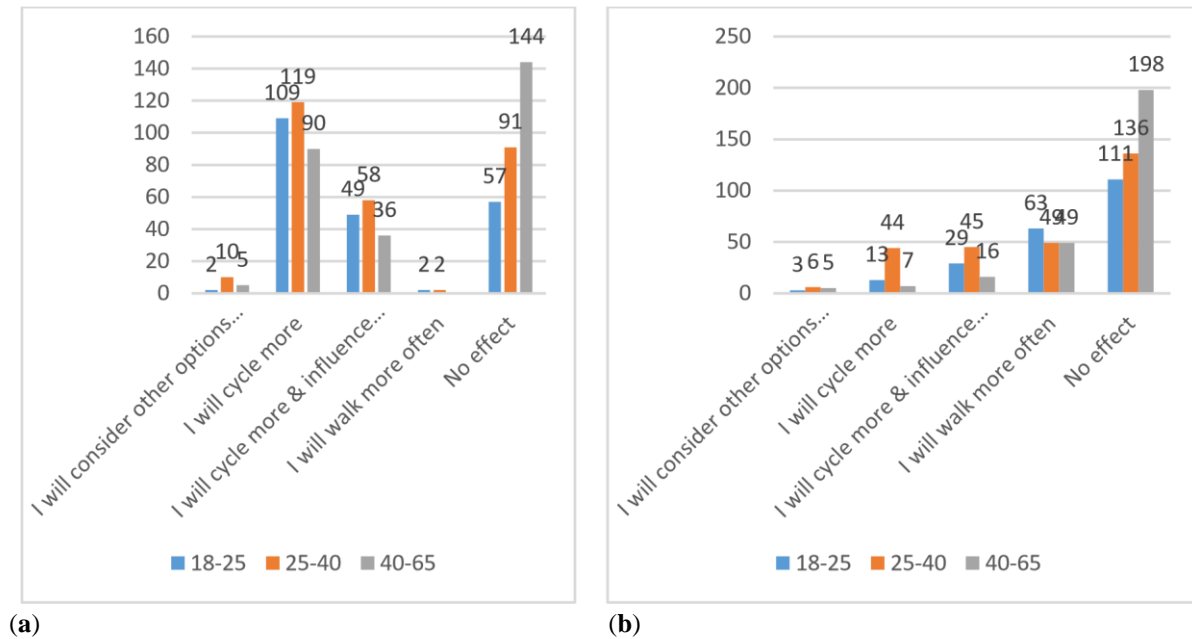 160
140
120
100
80
60
40
20
0
2 10 5
109 119 90
49 58 36
2 2
57 91 144
I will consider other options...
I will cycle more
I will cycle more & influence...
I will walk more often
No effect
18-25 25-40 40-65
(a)
250
200
150
100
50
0
3 6 5
13 44 7
29 45 16
63 49 49
111 136 198
I will consider other options...
I will cycle more
I will cycle more & influence...
I will walk more often
No effect
18-25 25-40 40-65
(b)